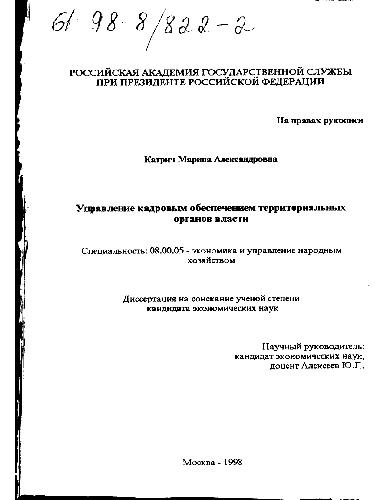 61 98-8/822-2
РОССИЙСКАЯ АКАДЕМИЯ ГОСУДАРСТВЕННОЙ СЛУЖБЫ
ПРИ ПРЕЗИДЕНТЕ РОССИЙСКОЙ ФЕДЕРАЦИИ
На правах рукописи
Катрич Марина Александровна
Управление кадровым обеспечением территориальных
органов власти
Специальность: 08.00.05 - экономика и управление народным
хозяйством
Диссертация на соискание ученой степени
кандидата экономических наук
Научный руководитель:
кандидат экономических наук,
доцент Алексеев Ю.П.
Москва - 1998